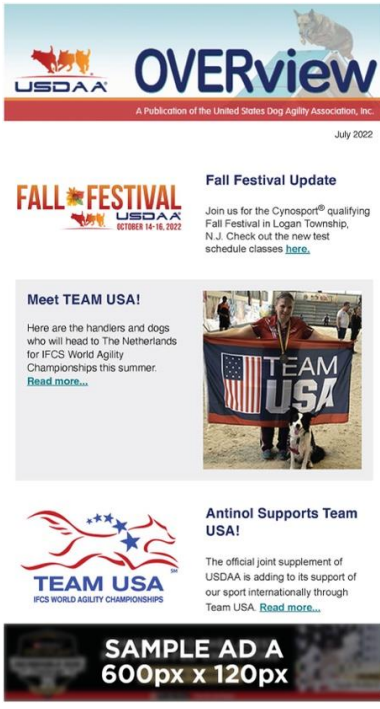 USDAA®
OVERview
A Publication of the United States Dog Agility Association, Inc.
July 2022
FALL FESTIVAL
USDAA
OCTOBER 14-16, 2022
Fall Festival Update
Join us for the Cynosport® qualifying
Fall Festival in Logan Township,
N.J. Check out the new test
schedule classes here.
Meet TEAM USA!
Here are the handlers and dogs
who will head to The Netherlands
for IFCS World Agility
Championships this summer.
Read more...
TEAM
USA
TEAM USA
SM
IFCS WORLD AGILITY CHAMPIONSHIPS
Antinol Supports Team
USA!
The official joint supplement of
USDAA is adding to its support of
our sport internationally through
Team USA. Read more...
SAMPLE AD A
600px x 120px